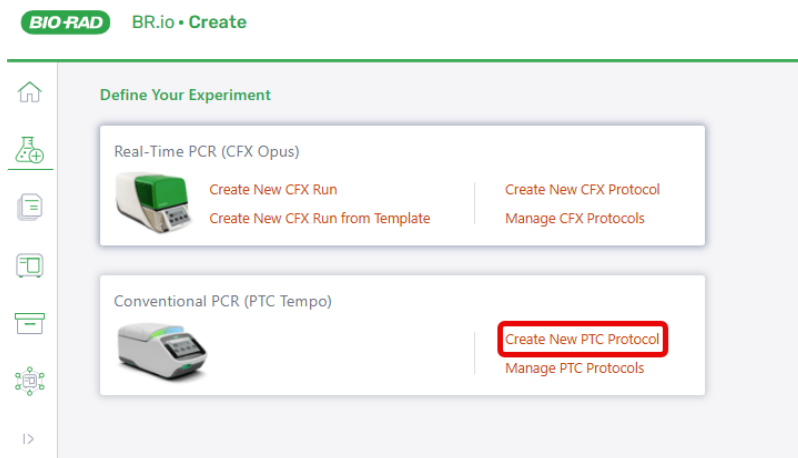 BIO-RAD BR.io • Create
Define Your Experiment
Real-Time PCR (CFX Opus)
Create New CFX Run
Create New CFX Protocol
Create New CFX Run from Template
Manage CFX Protocols
Conventional PCR (PTC Tempo)
Create New PTC Protocol
Manage PTC Protocols